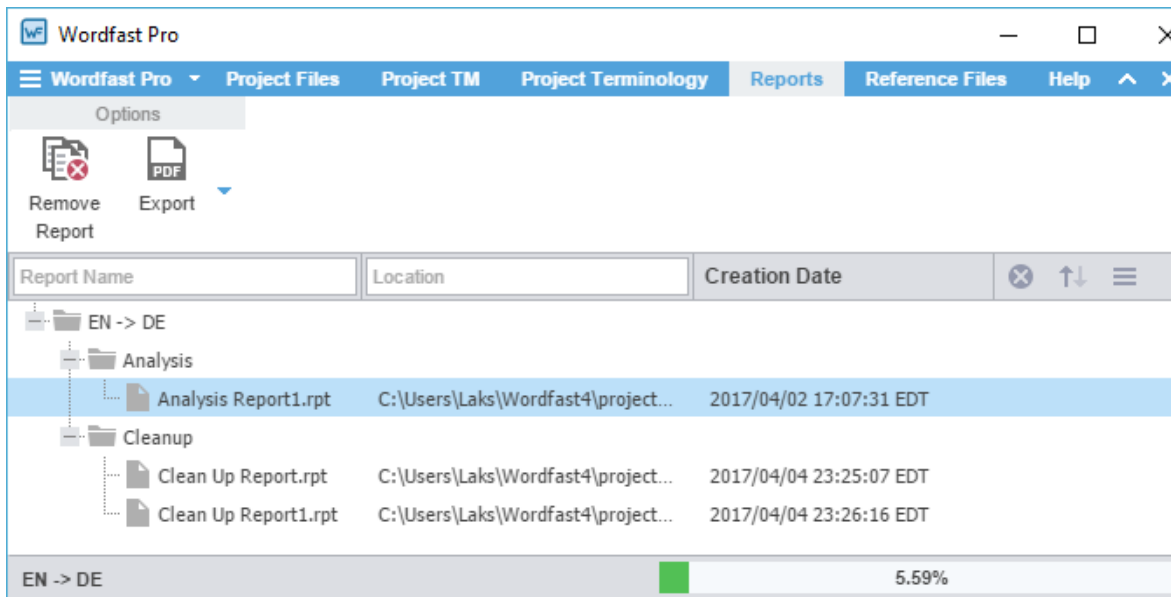 WF Wordfast Pro
Wordfast Pro Project Files Project TM Project Terminology Reports Reference Files Help
Options
PDF
Remove Report
Export
Report Name Location Creation Date
EN -> DE
Analysis
Analysis Report1.rpt C:\Users\Laks\Wordfast4\project... 2017/04/02 17:07:31 EDT
Cleanup
Clean Up Report.rpt C:\Users\Laks\Wordfast4\project... 2017/04/04 23:25:07 EDT
Clean Up Report1.rpt C:\Users\Laks\Wordfast4\project... 2017/04/04 23:26:16 EDT
EN -> DE 5.59%